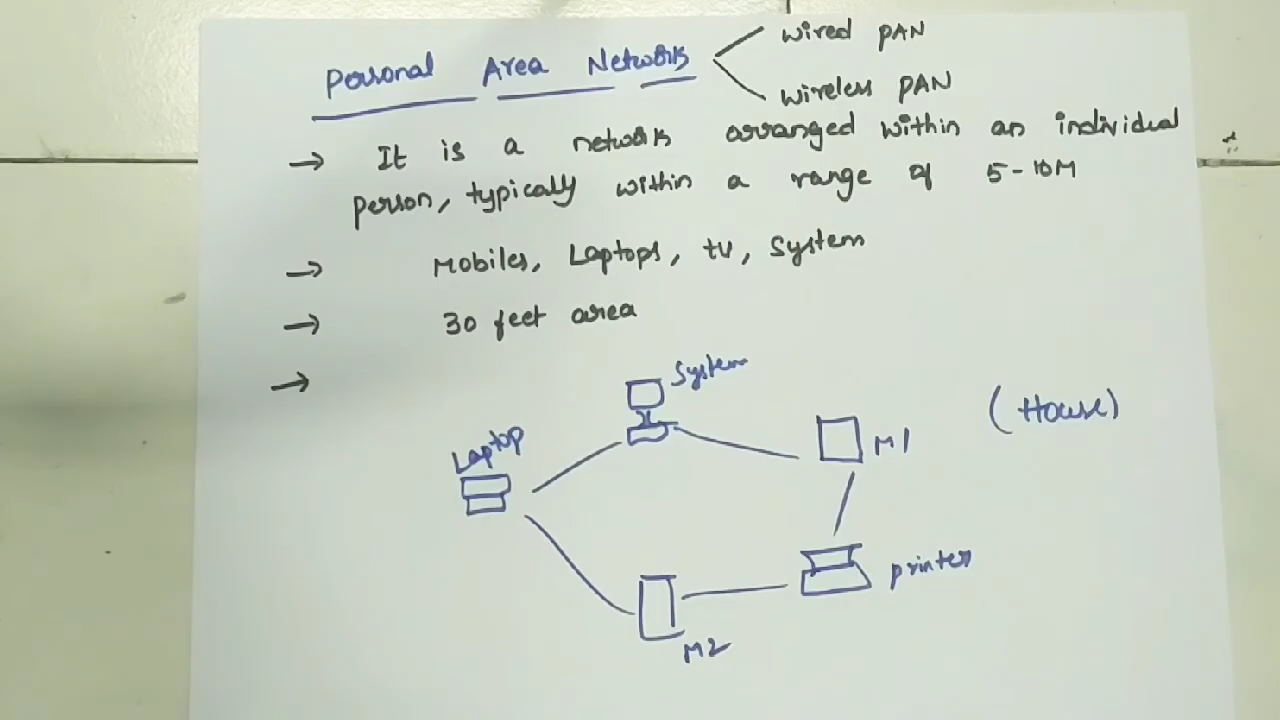 Personal Area Network
wired PAN
wireless PAN
→ It is a network arranged within an individual
person, typically within a range of 5-10M
→ Mobiles, Laptops, tv, System
→ 30 feet area
→
System
Laptop
M1
(House)
printer
M2